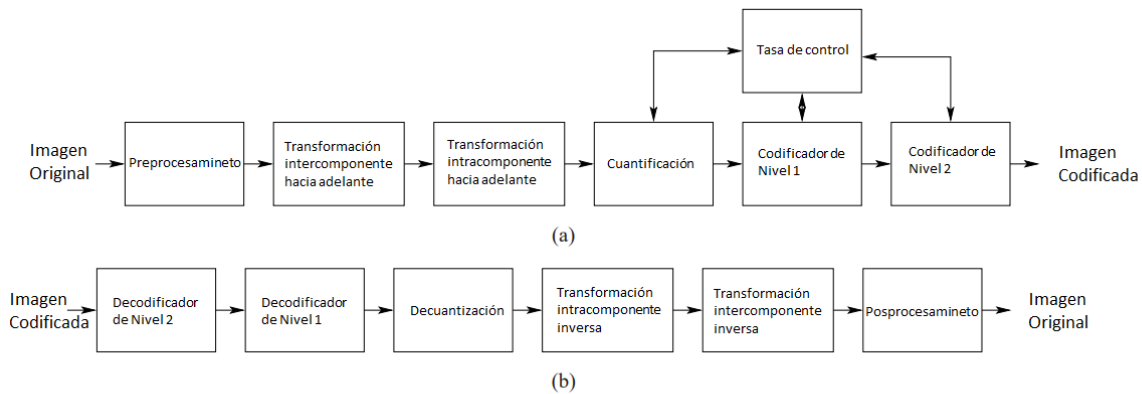 Tasa de control
Imagen
Original
Preprocesamineto
Transformación
intercomponente
hacia adelante
Transformación
intracomponente
hacia adelante
Cuantificación
Codificador de
Nivel 1
Codificador de
Nivel 2
Imagen
Codificada
(a)
Imagen
Codificada
Decodificador
de Nivel 2
Decodificador
de Nivel 1
Decuantización
Transformación
intracomponente
inversa
Transformación
intercomponente
inversa
Posprocesamineto
Imagen
Original
(b)